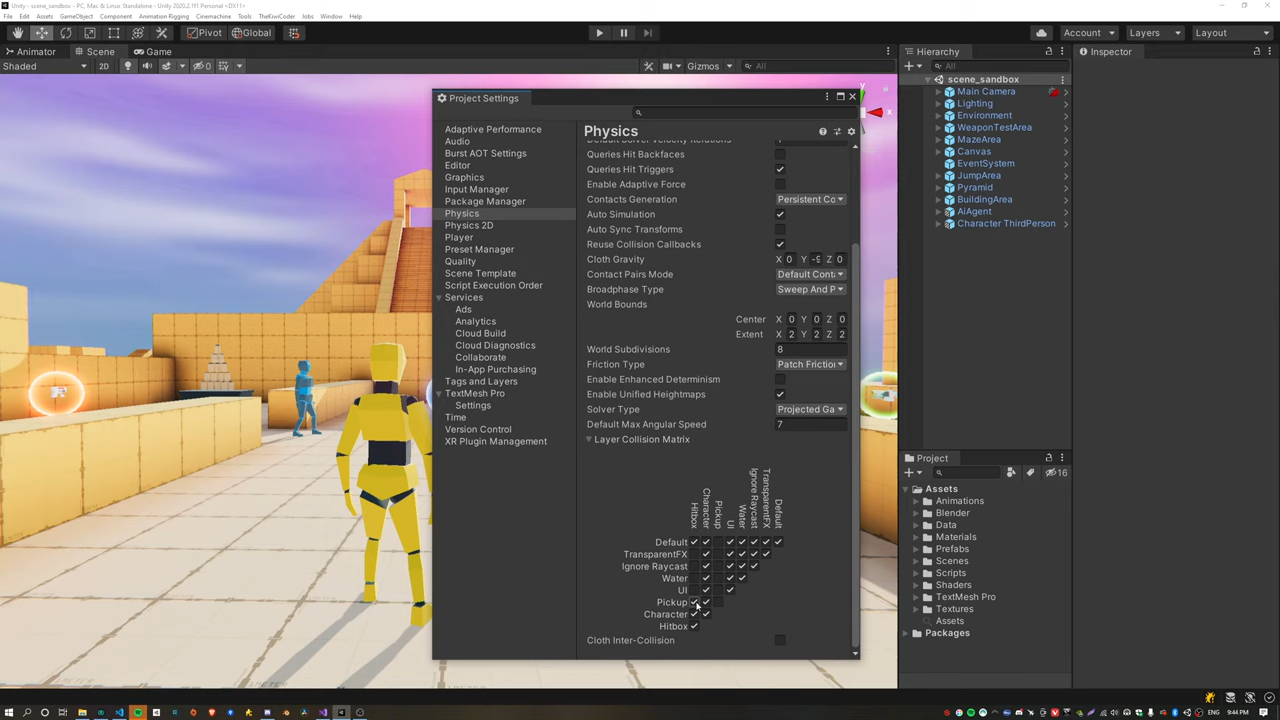 Unity - scene_sandbox - PC, Mac & Linux Standalone - Unity 2020.2.1f1 Personal <DX11>
File Edit Assets GameObject Component Animation Rigging Cinemachine Tools TheKiwiCoder Jobs Window Help
Pivot Global Account Layers Layout
Animator Scene Game
Shaded 2D 0 Gizmos All
Project Settings
Adaptive Performance
Audio
Burst AOT Settings
Editor
Graphics
Input Manager
Package Manager
Physics
Physics 2D
Player
Preset Manager
Quality
Scene Template
Script Execution Order
Services
Ads
Analytics
Cloud Build
Cloud Diagnostics
Collaborate
In-App Purchasing
Tags and Layers
TextMesh Pro
Settings
Time
Version Control
XR Plugin Management
Physics
Default Solver Velocity Iterations 1
Queries Hit Backfaces
Queries Hit Triggers
Enable Adaptive Force
Contacts Generation Persistent Co
Auto Simulation
Auto Sync Transforms
Reuse Collision Callbacks
Cloth Gravity X 0 Y -9 Z 0
Contact Pairs Mode Default Conta
Broadphase Type Sweep And P
World Bounds
Center X 0 Y 0 Z 0
Extent X 2 Y 2 Z 2
World Subdivisions 8
Friction Type Patch Friction
Enable Enhanced Determinism
Enable Unified Heightmaps
Solver Type Projected Ga
Default Max Angular Speed 7
Layer Collision Matrix
Hitbox
Character
Pickup
UI
Water
Ignore Raycast
TransparentFX
Default
Default
TransparentFX
Ignore Raycast
Water
UI
Pickup
Character
Hitbox
Cloth Inter-Collision
Hierarchy
All
scene_sandbox
Main Camera
Lighting
Environment
WeaponTestArea
MazeArea
Canvas
EventSystem
JumpArea
Pyramid
BuildingArea
AiAgent
Character ThirdPerson
Project
16
Assets
Animations
Blender
Data
Materials
Prefabs
Scenes
Scripts
Shaders
TextMesh Pro
Textures
Assets
Packages
Inspector
y
x
ENG 9:44 PM